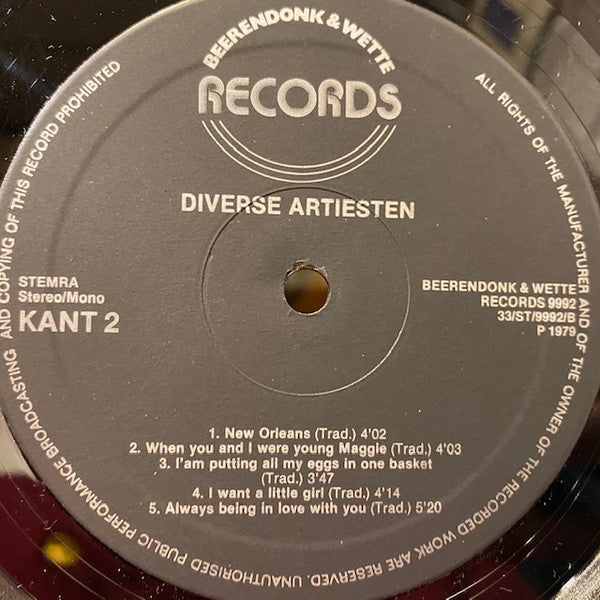 BEERENDONK & WETTE
RECORDS
DIVERSE ARTIESTEN
STEMRA
Stereo/Mono
KANT 2
BEERENDONK & WETTE
RECORDS 9992
33/ST/9992/B
P 1979
1. New Orleans (Trad.) 4'02
2. When you and I were young Maggie (Trad.) 4'03
3. I'am putting all my eggs in one basket
(Trad.) 3'47
4. I want a little girl (Trad.) 4'14
5. Always being in love with you (Trad.) 5'20
ALL RIGHTS OF THE MANUFACTURER AND OF THE OWNER OF THE RECORDED WORK ARE RESERVED. UNAUTHORISED PUBLIC PERFORMANCE BROADCASTING AND COPYING OF THIS RECORD PROHIBITED